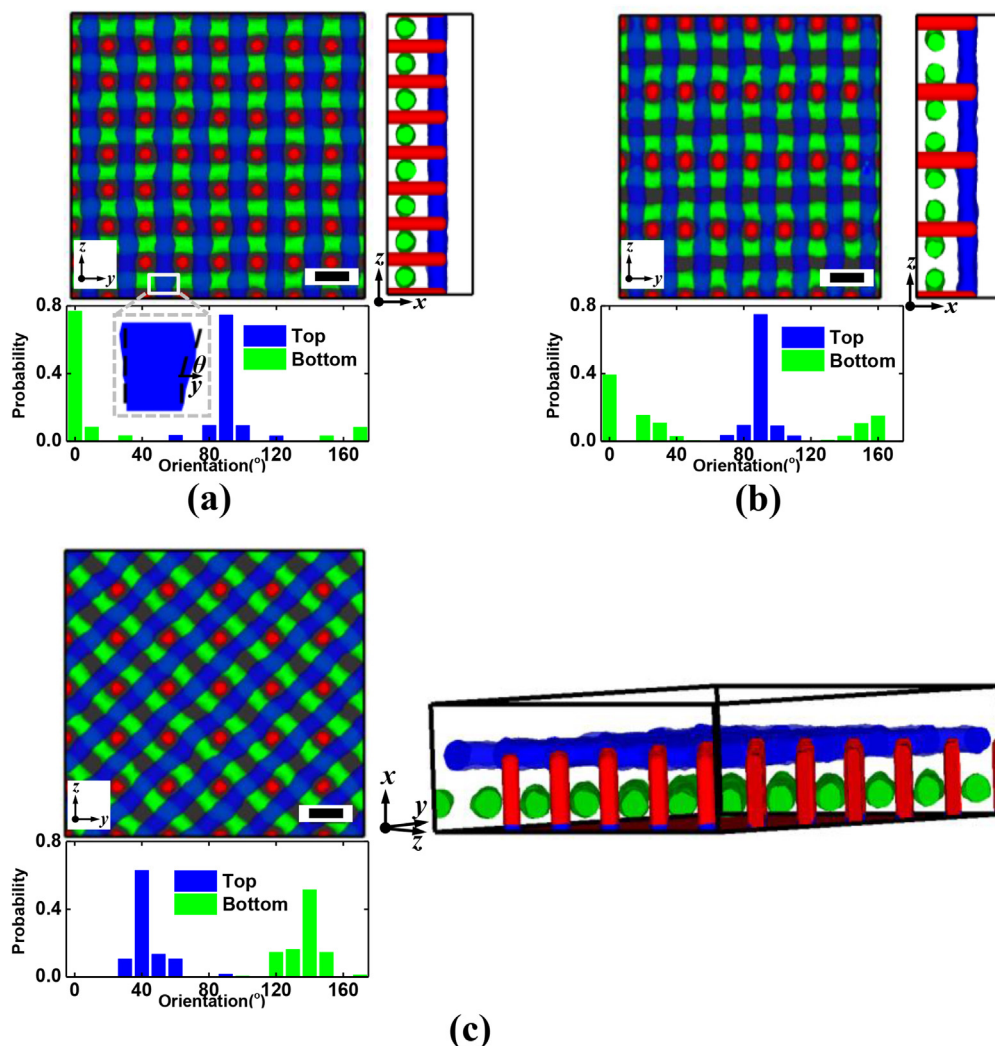 z
y
z
x
0.8
0.4
0.0
Probability
θ
y
Top
Bottom
0 40 80 120 160
Orientation(°)
(a)
z
y
z
x
0.8
0.4
0.0
Probability
Top
Bottom
0 40 80 120 160
Orientation(°)
(b)
z
y
x
y
z
0.8
0.4
0.0
Probability
Top
Bottom
0 40 80 120 160
Orientation(°)
(c)